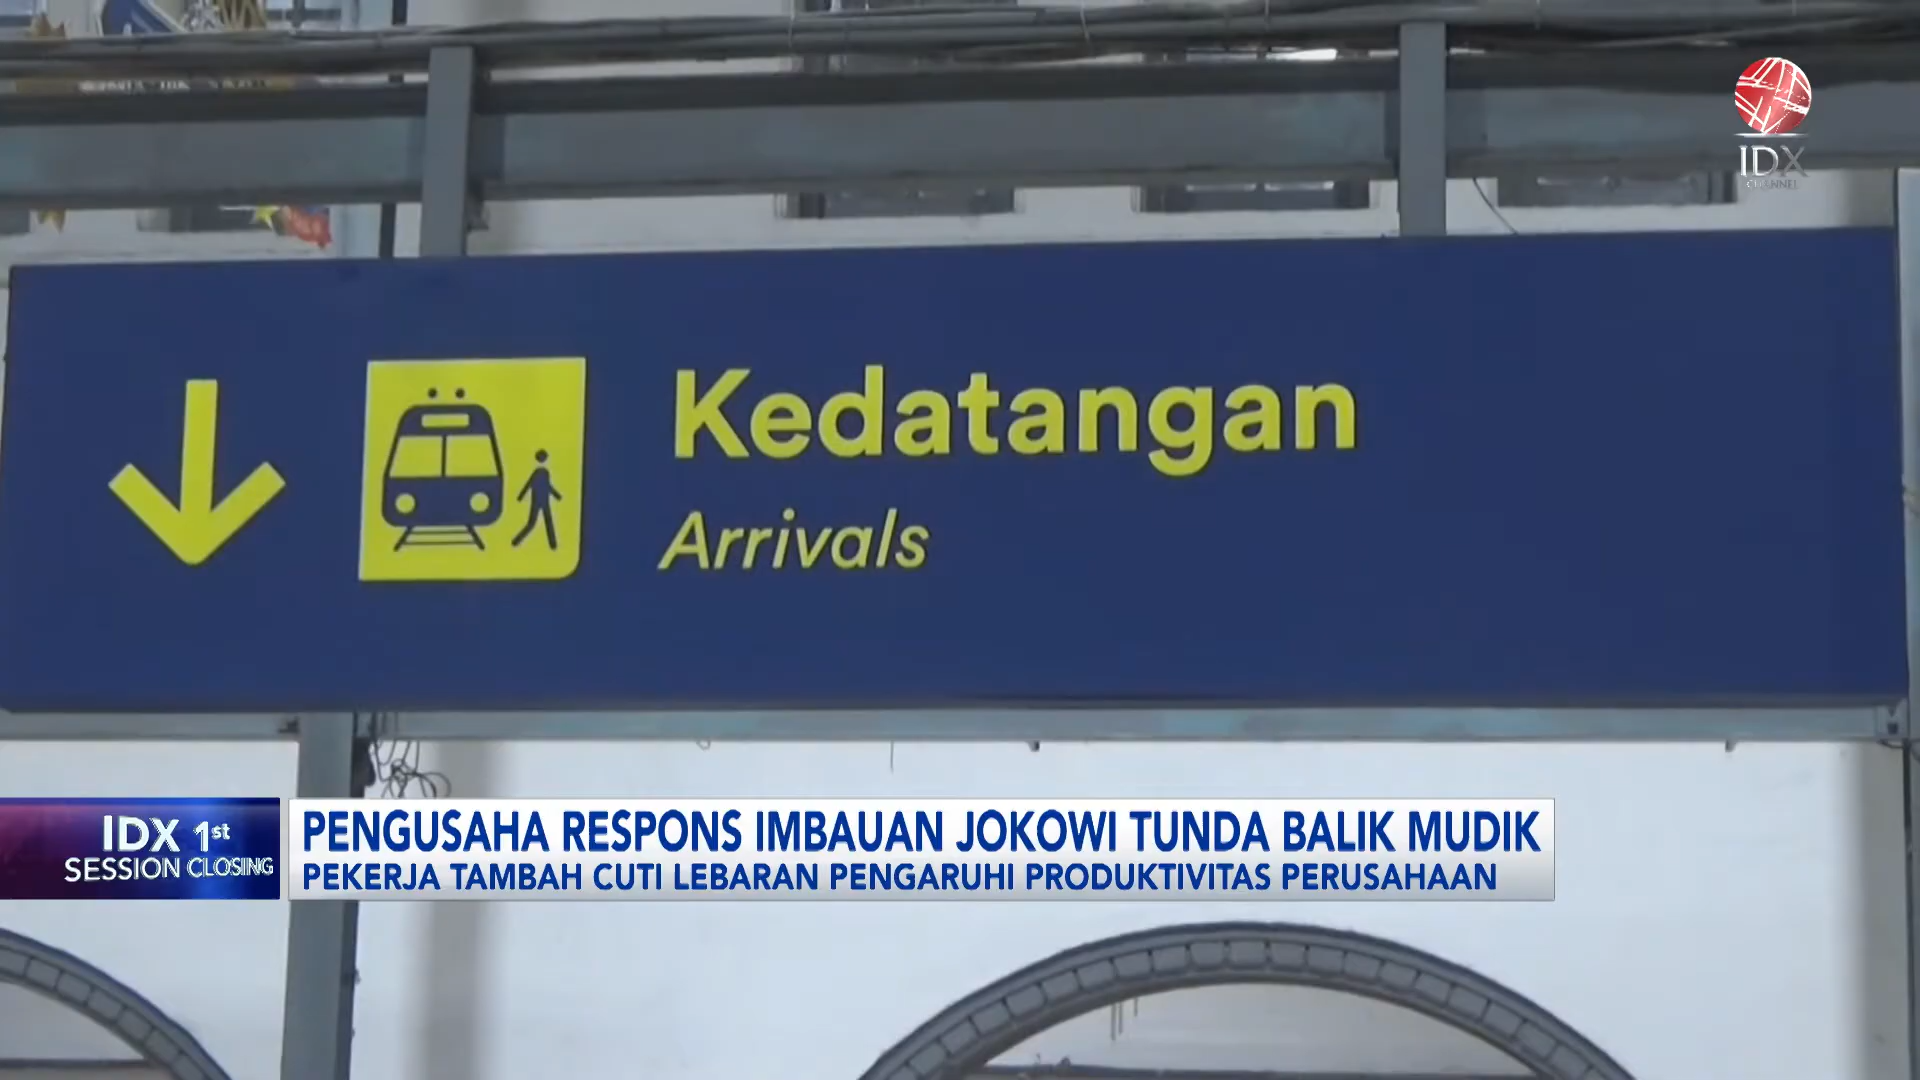 IDX
CHANNEL
Kedatangan
Arrivals
IDX 1st
SESSION CLOSING
PENGUSAHA RESPONS IMBAUAN JOKOWI TUNDA BALIK MUDIK
PEKERJA TAMBAH CUTI LEBARAN PENGARUHI PRODUKTIVITAS PERUSAHAAN